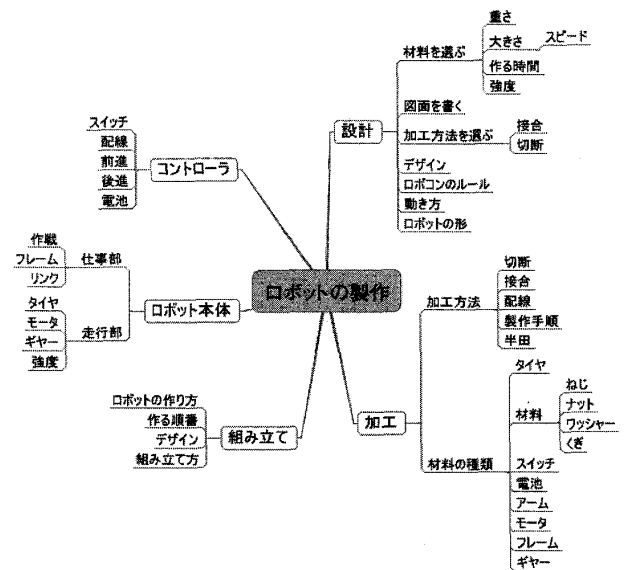 ロボットの製作
設計
材料を選ぶ
重さ
大きさ
スピード
作る時間
強度
図面を書く
加工方法を選ぶ
接合
切断
デザイン
ロボコンのルール
動き方
ロボットの形
加工
加工方法
切断
接合
配線
製作手順
半田
材料の種類
タイヤ
材料
ねじ
ナット
ワッシャー
くぎ
スイッチ
電池
アーム
モータ
フレーム
ギヤー
コントローラ
スイッチ
配線
前進
後進
電池
ロボット本体
仕事部
作戦
フレーム
リンク
走行部
タイヤ
モータ
ギヤー
強度
組み立て
ロボットの作り方
作る順番
デザイン
組み立て方